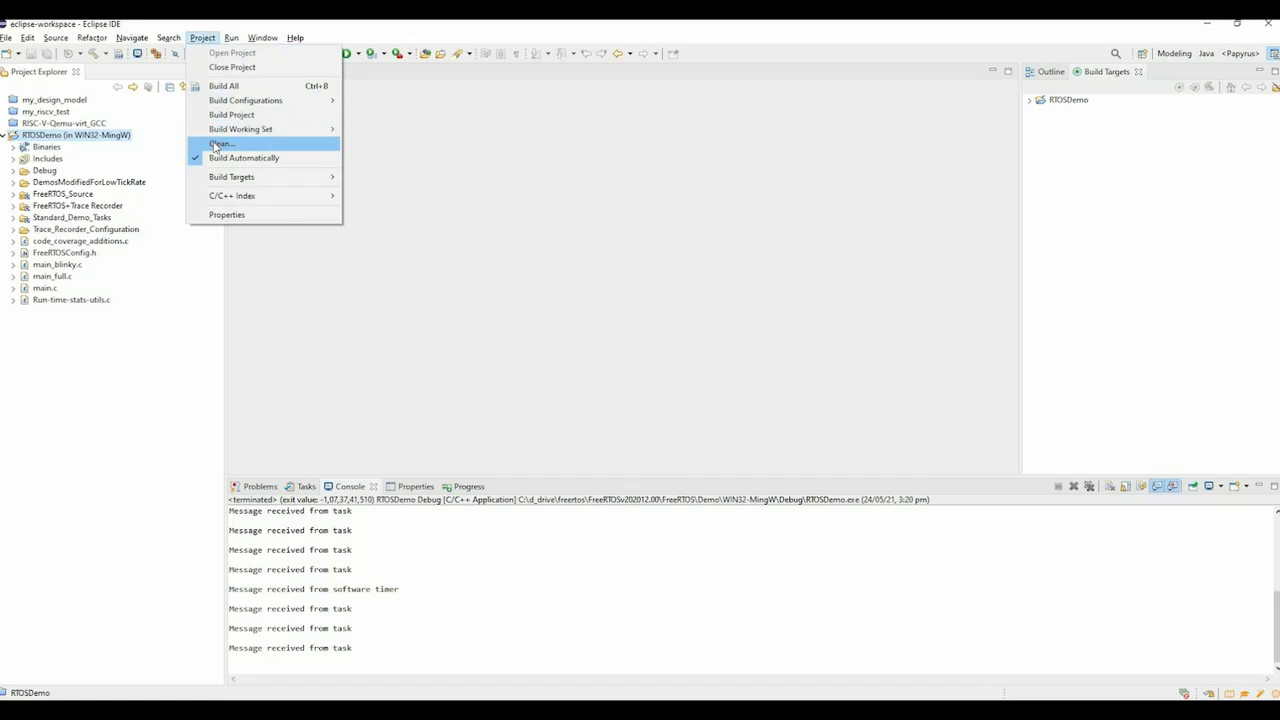 eclipse-workspace - Eclipse IDE
File Edit Source Refactor Navigate Search Project Run Window Help
Modeling Java <Papyrus>
Open Project
Close Project
Build All Ctrl+B
Build Configurations
Build Project
Build Working Set
Clean...
Build Automatically
Build Targets
C/C++ Index
Properties
Project Explorer
my_design_model
my_riscv_test
RISC-V-Qemu-virt_GCC
RTOSDemo (in WIN32-MingW)
Binaries
Includes
Debug
DemosModifiedForLowTickRate
FreeRTOS_Source
FreeRTOS+Trace Recorder
Standard_Demo_Tasks
Trace_Recorder_Configuration
code_coverage_additions.c
FreeRTOSConfig.h
main_blinky.c
main_full.c
main.c
Run-time-stats-utils.c
Outline Build Targets
RTOSDemo
Problems Tasks Console Properties Progress
<terminated> (exit value: -1,07,37,41,510) RTOSDemo Debug [C/C++ Application] C:\d_drive\freertos\FreeRTOSv202012.00\FreeRTOS\Demo\WIN32-MingW\Debug\RTOSDemo.exe (24/05/21, 3:20 pm)
Message received from task
Message received from task
Message received from task
Message received from task
Message received from software timer
Message received from task
Message received from task
Message received from task
RTOSDemo